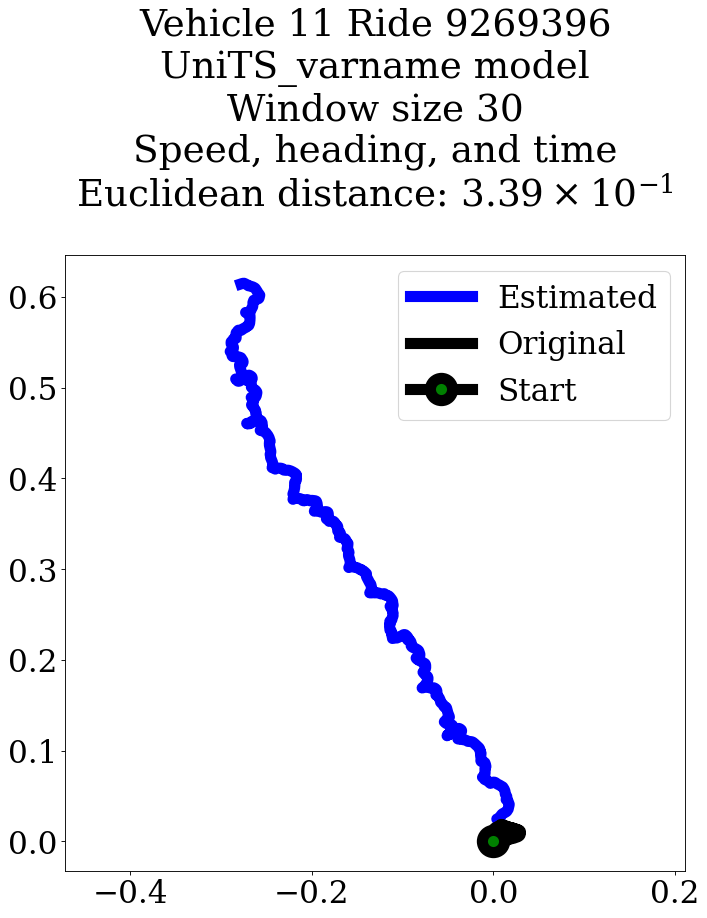 Vehicle 11 Ride 9269396
UniTS_varname model
Window size 30
Speed, heading, and time
Euclidean distance: 3.39 × 10⁻¹
Estimated
Original
Start
0.6
0.5
0.4
0.3
0.2
0.1
0.0
−0.4 −0.2 0.0 0.2